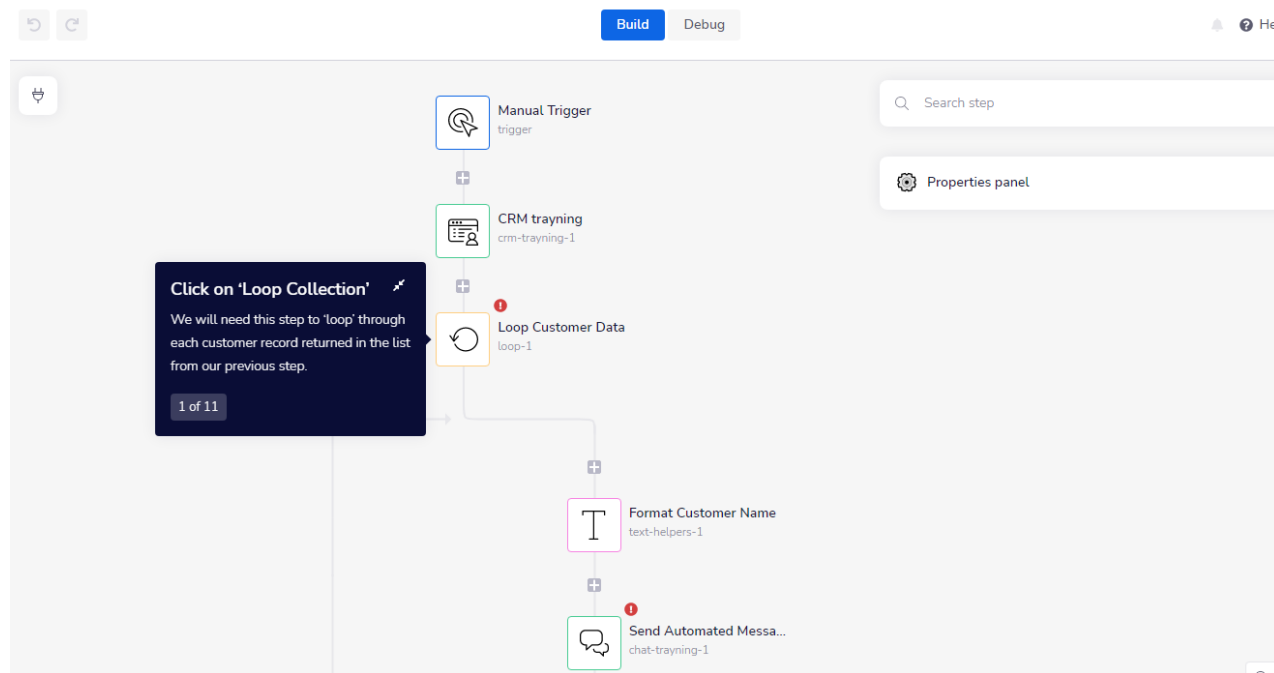 Build
Debug
He
Manual Trigger
trigger
Search step
Properties panel
CRM trayning
crm-trayning-1
Click on ‘Loop Collection’
We will need this step to ‘loop’ through
each customer record returned in the list
from our previous step.
1 of 11
Loop Customer Data
loop-1
Format Customer Name
text-helpers-1
Send Automated Messa...
chat-trayning-1